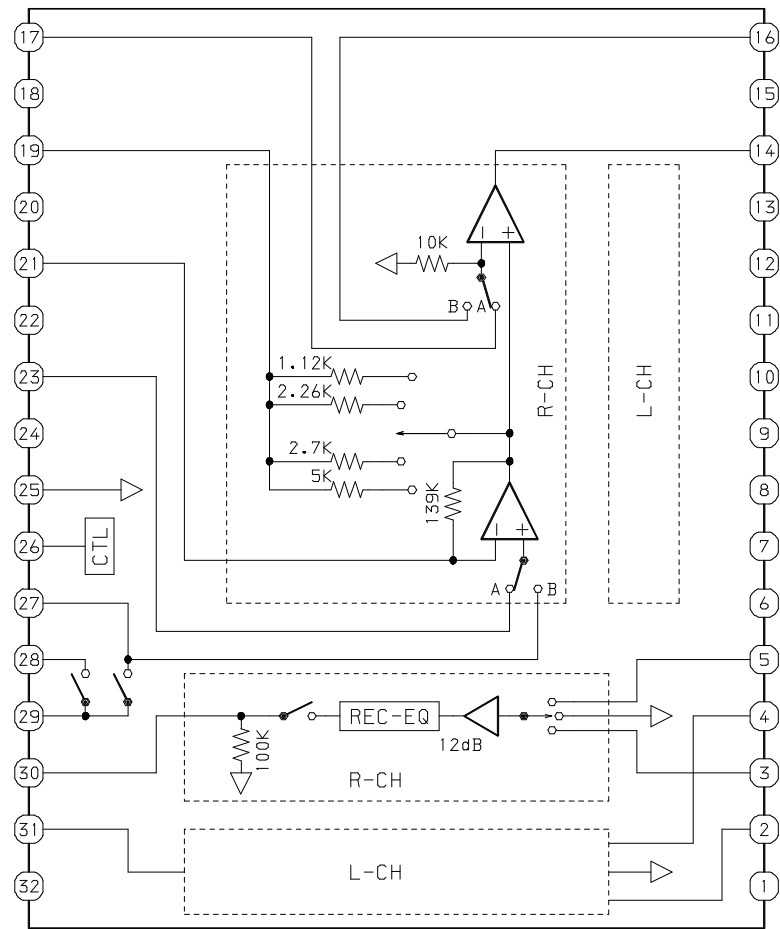 17 16
18 15
19 14
20 13
21 10K 12
B A
22 11
1.12K
23 10
2.26K
R-CH L-CH
24 9
2.7K
25 5K 8
139K
− +
26 CTL 7
A B
27 6
28 5
29 REC-EQ 4
12dB
100K
30 R-CH 3
31 2
L-CH
32 1